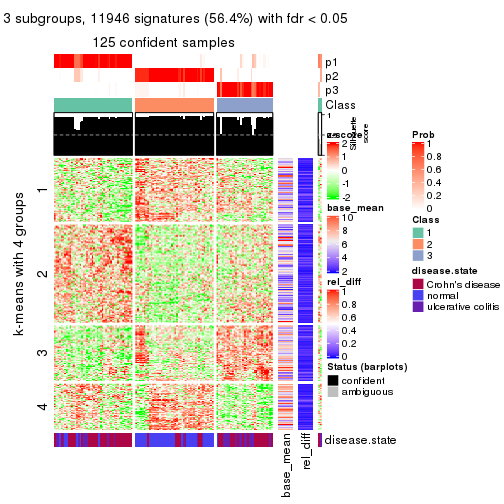 3 subgroups, 11946 signatures (56.4%) with fdr < 0.05
125 confident samples
p1
p2
p3
Class
1
Silhouette
score
z-score
2
1
0
-1
-2
base_mean
10
8
6
4
2
rel_diff
1
0.8
0.6
0.4
0.2
0
Status (barplots)
confident
ambiguous
Prob
1
0.8
0.6
0.4
0.2
0
Class
1
2
3
disease.state
Crohn's disease
normal
ulcerative colitis
k-means with 4 groups
1
2
3
4
disease.state
base_mean
rel_diff